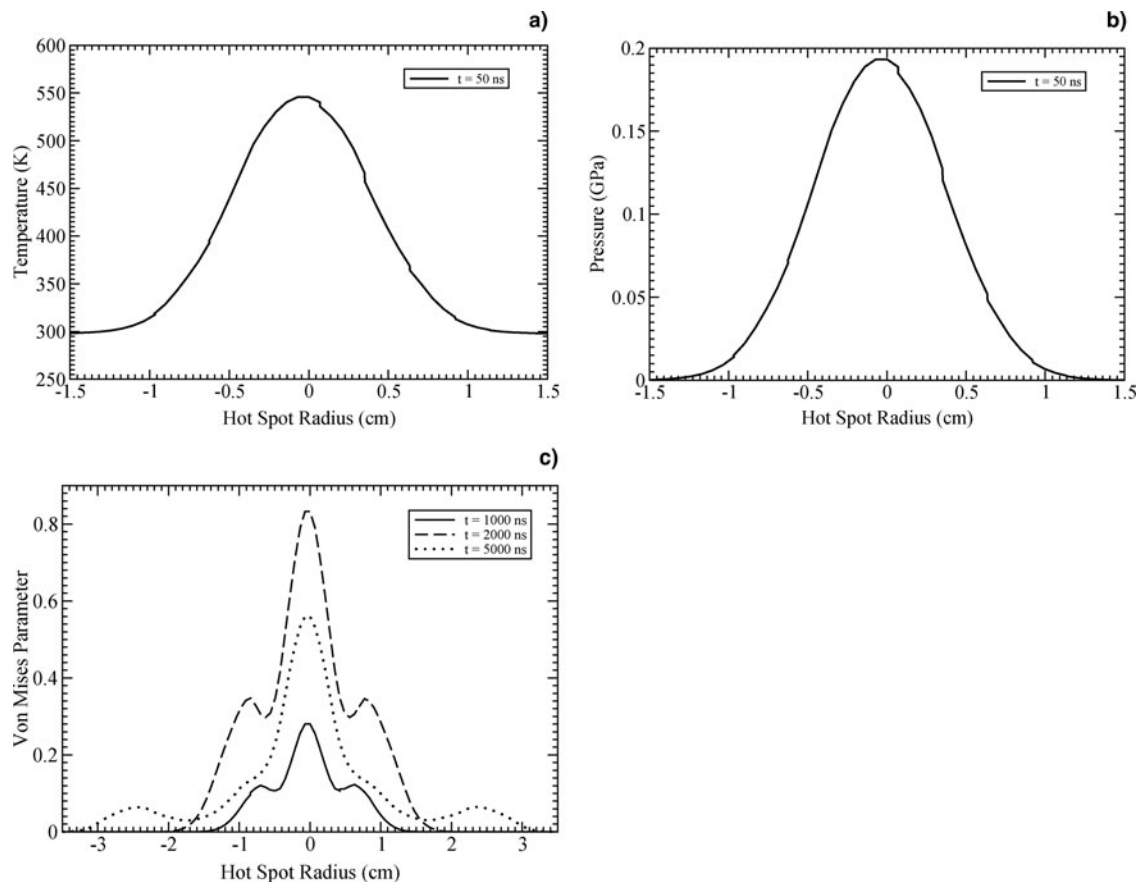 a)
600
550
500
450
400
350
300
250
Temperature (K)
t = 50 ns
-1.5
-1
-0.5
0
0.5
1
1.5
Hot Spot Radius (cm)
b)
0.2
0.15
0.1
0.05
0
Pressure (GPa)
t = 50 ns
-1.5
-1
-0.5
0
0.5
1
1.5
Hot Spot Radius (cm)
c)
0.8
0.6
0.4
0.2
0
Von Mises Parameter
t = 1000 ns
t = 2000 ns
t = 5000 ns
-3
-2
-1
0
1
2
3
Hot Spot Radius (cm)